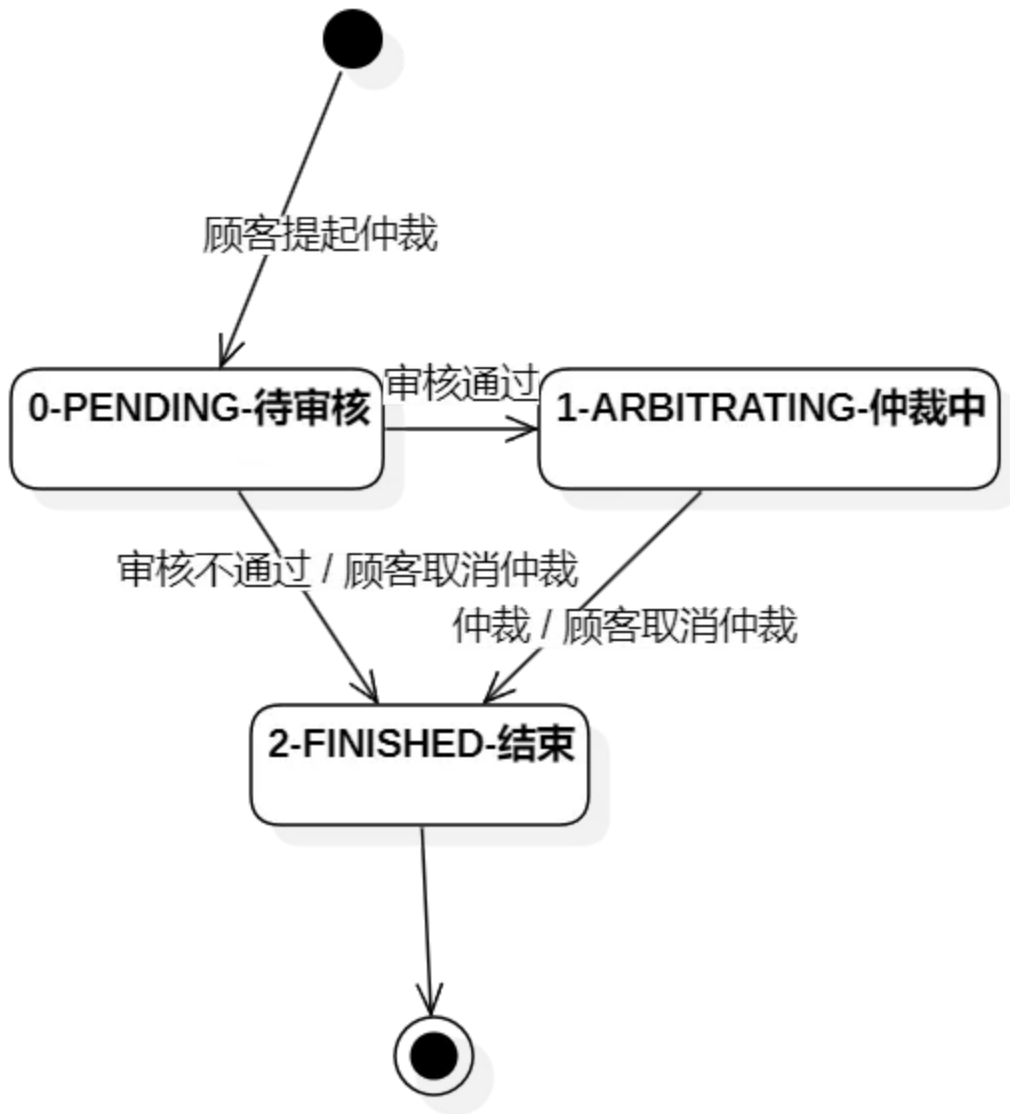 顾客提起仲裁
审核通过
0-PENDING-待审核
1-ARBITRATING-仲裁中
审核不通过 / 顾客取消仲裁
仲裁 / 顾客取消仲裁
2-FINISHED-结束